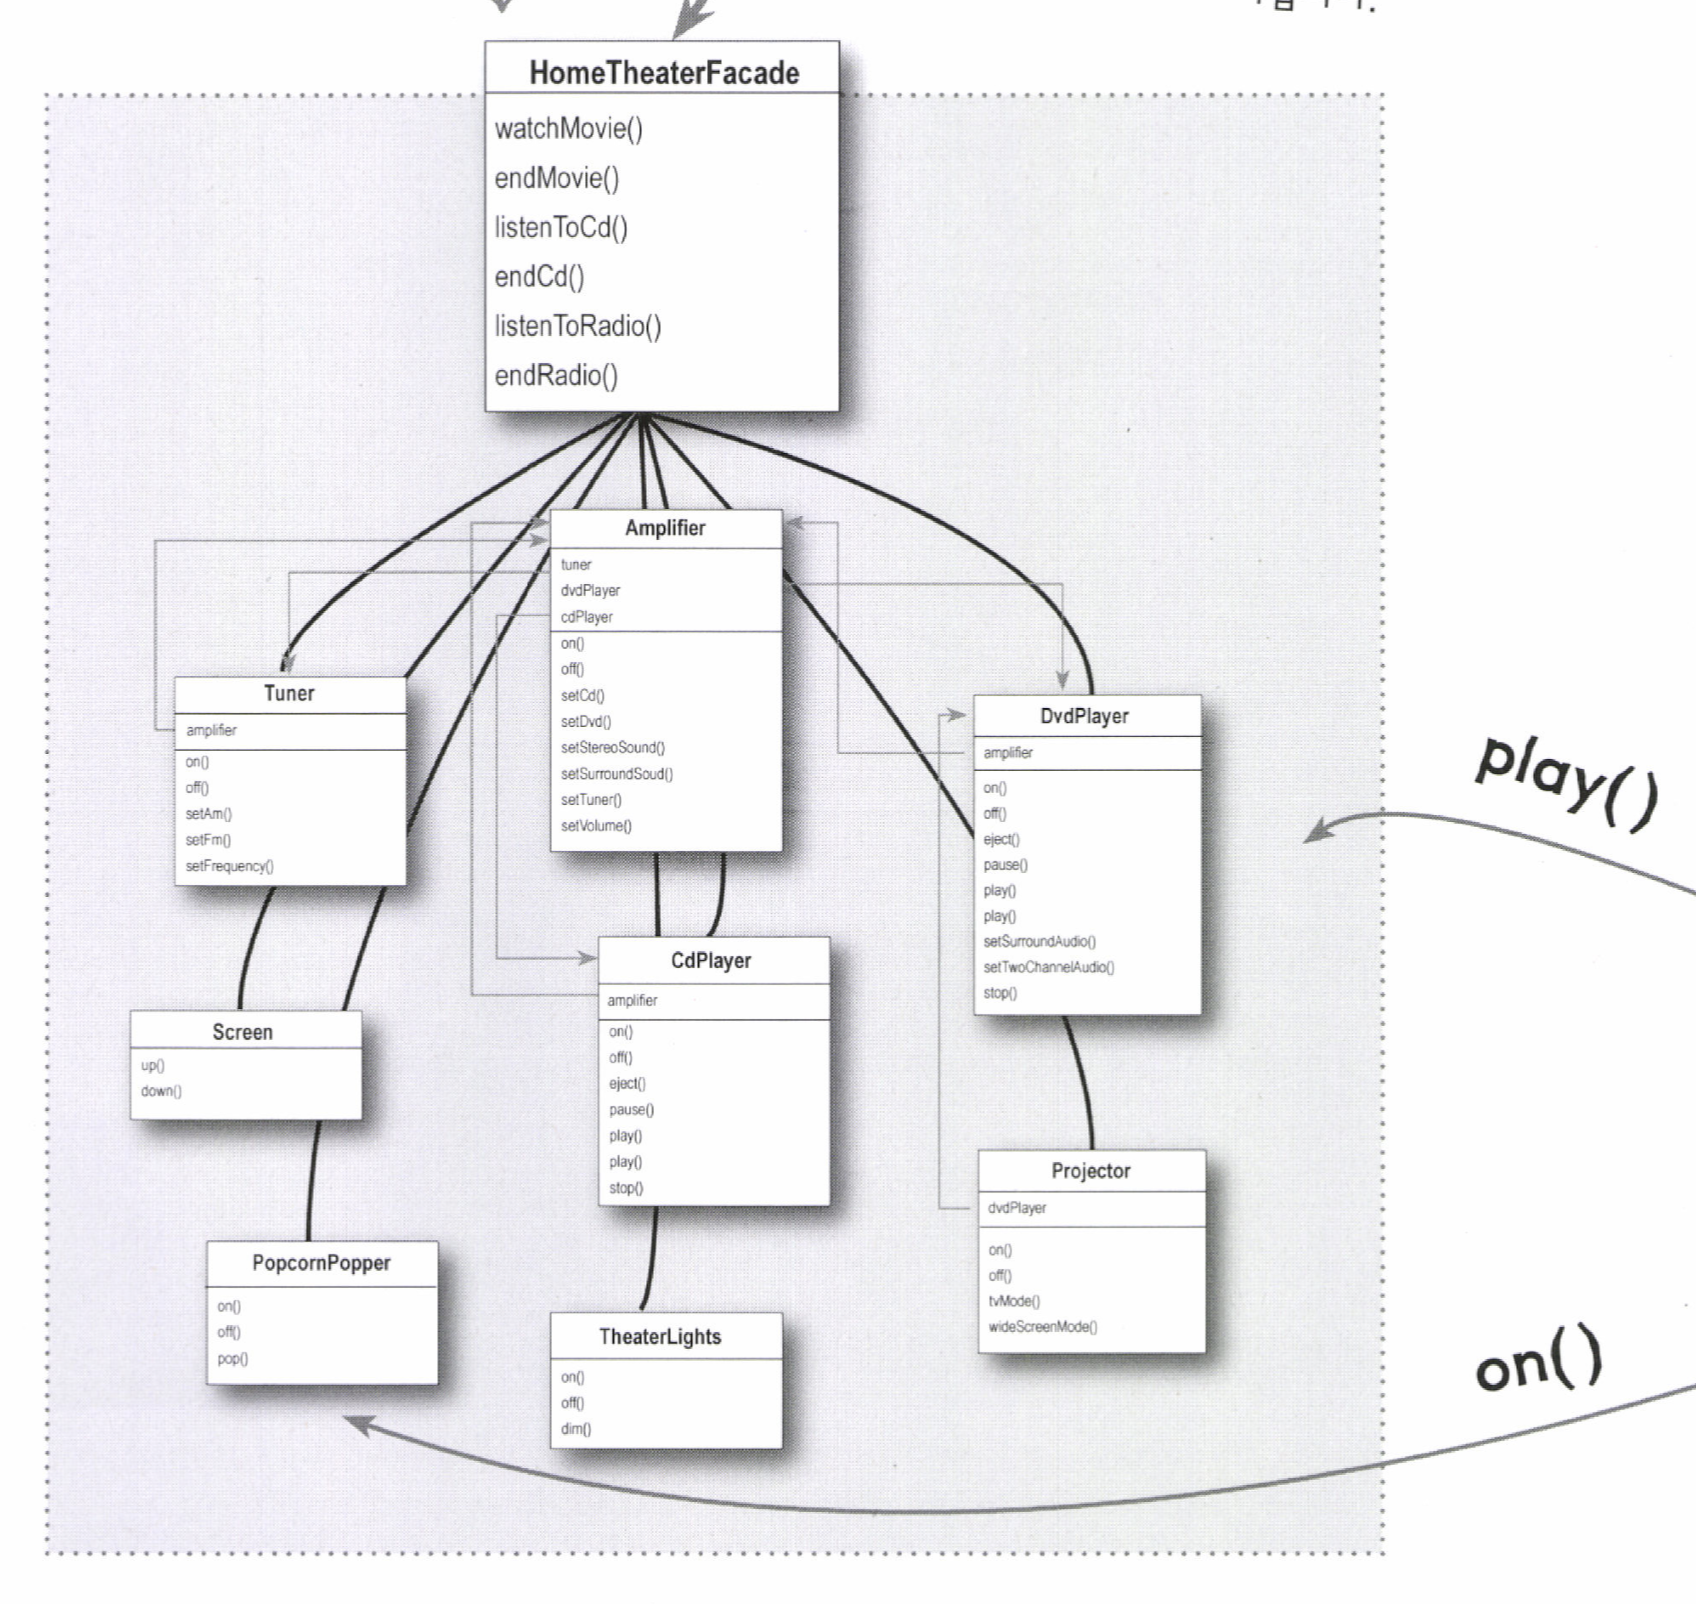 HomeTheaterFacade
watchMovie()
endMovie()
listenToCd()
endCd()
listenToRadio()
endRadio()
Amplifier
tuner
dvdPlayer
cdPlayer
on()
off()
setCd()
setDvd()
setStereoSound()
setSurroundSoud()
setTuner()
setVolume()
Tuner
amplifier
on()
off()
setAm()
setFm()
setFrequency()
DvdPlayer
amplifier
on()
off()
eject()
pause()
play()
play()
setSurroundAudio()
setTwoChannelAudio()
stop()
play()
CdPlayer
amplifier
on()
off()
eject()
pause()
play()
play()
stop()
Screen
up()
down()
Projector
dvdPlayer
on()
off()
tvMode()
wideScreenMode()
PopcornPopper
on()
off()
pop()
TheaterLights
on()
off()
dim()
on()